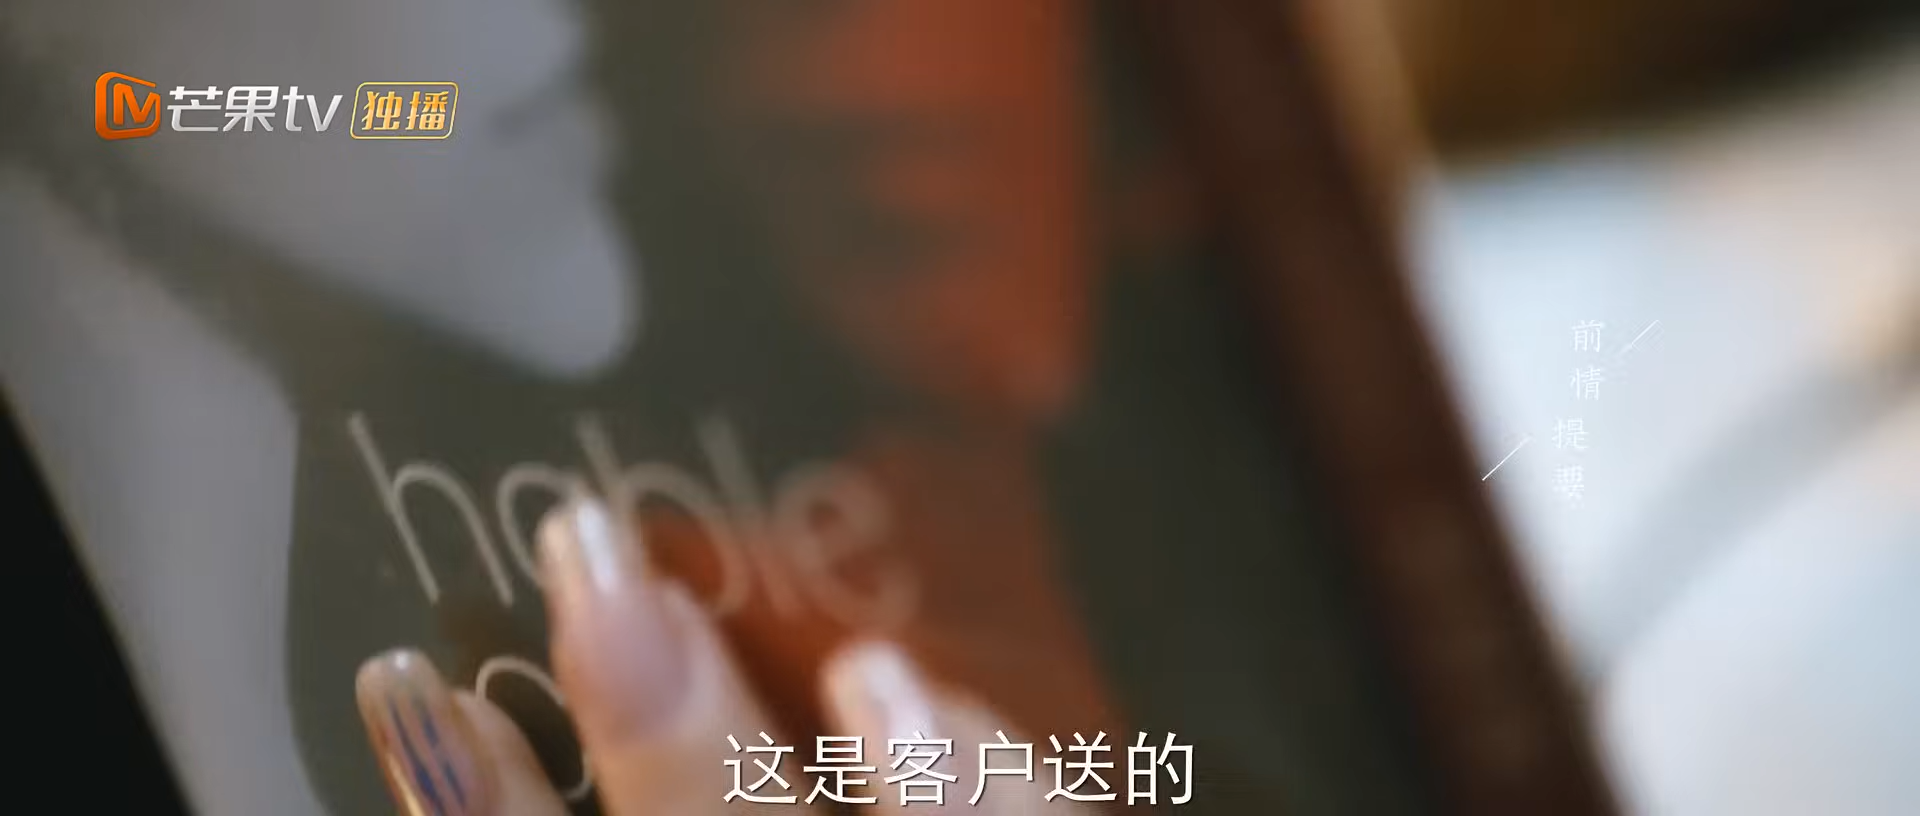 芒果tv 独播
前情
提要
这是客户送的